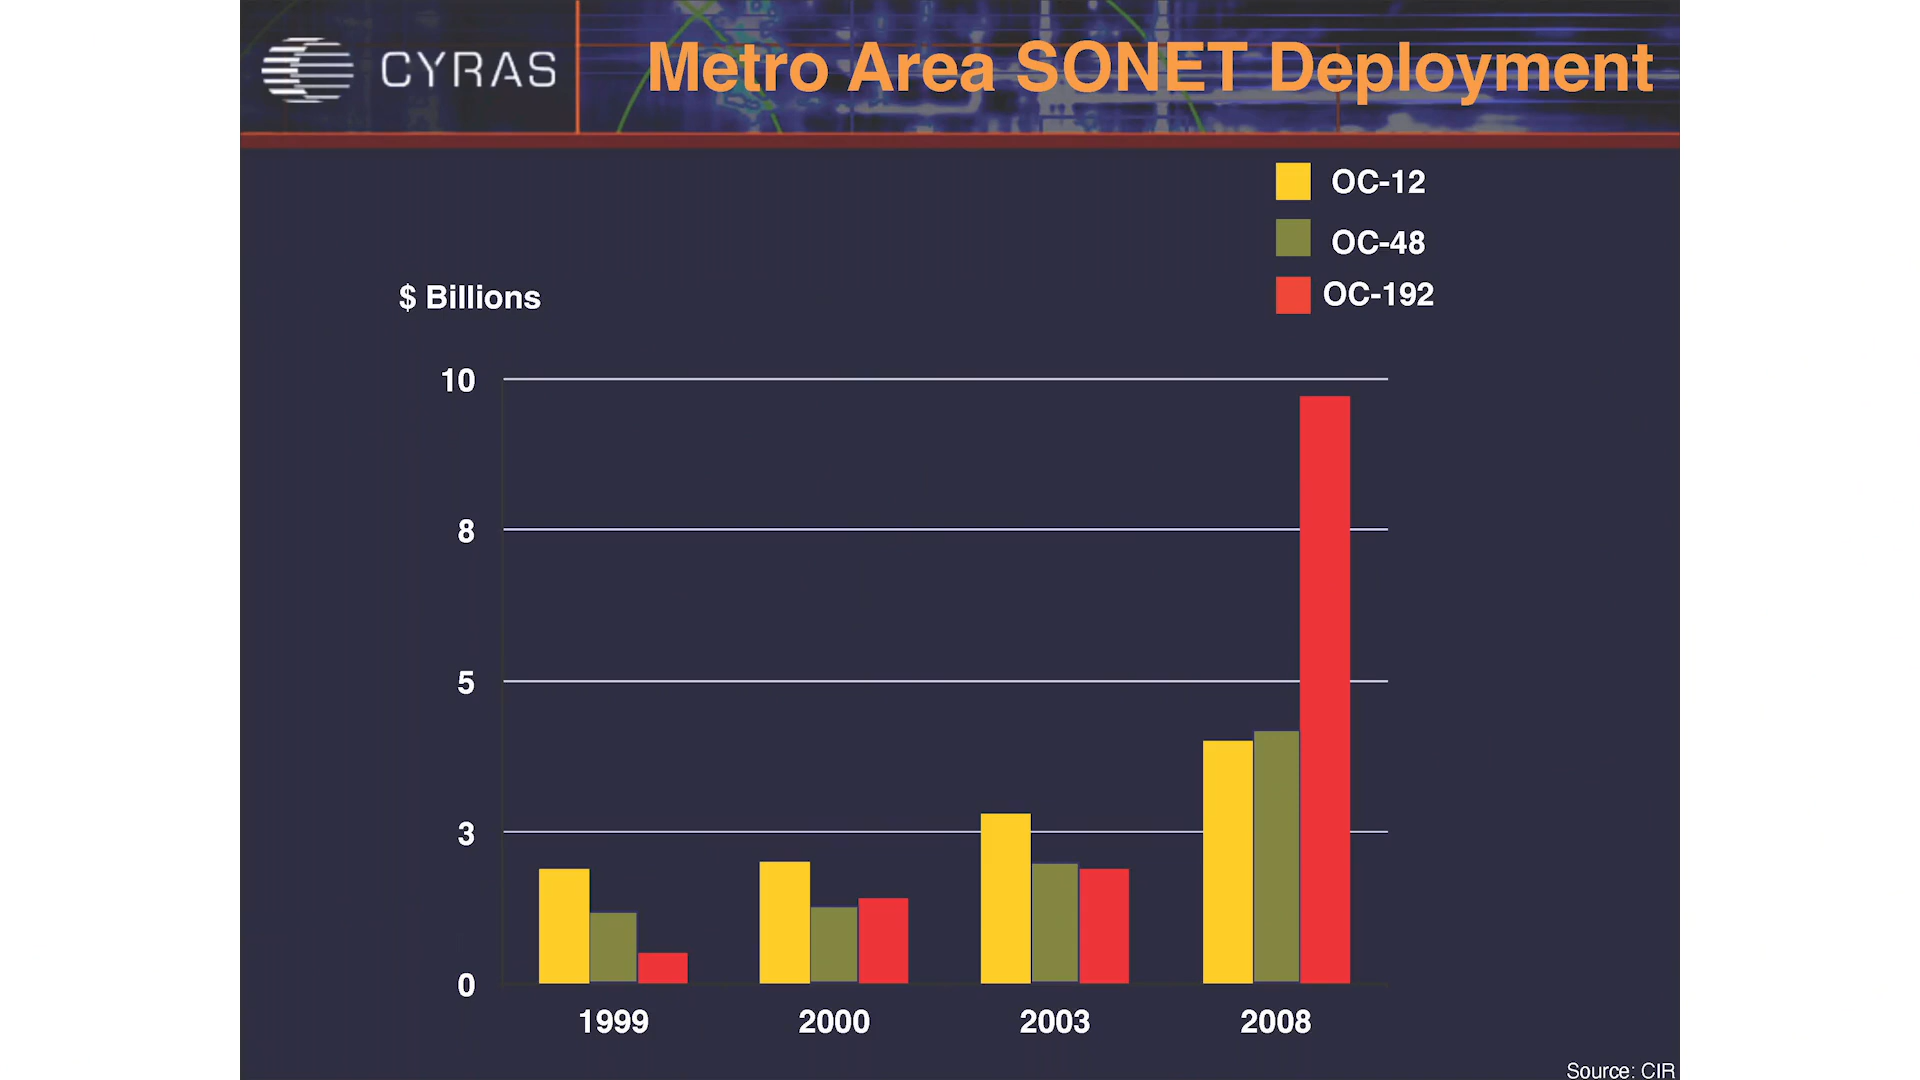 CYRAS
Metro Area SONET Deployment
OC-12
OC-48
OC-192
$ Billions
10
8
5
3
0
1999 2000 2003 2008
Source: CIR